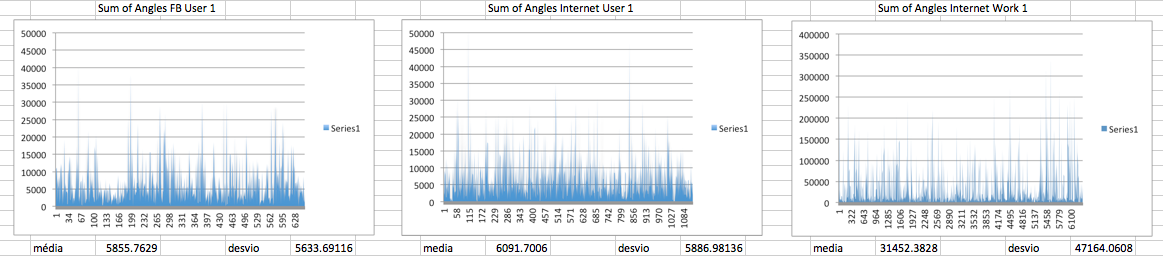 Sum of Angles FB User 1
50000
45000
40000
35000
30000
25000
20000
15000
10000
5000
0
1 34 67 100 133 166 199 232 265 298 331 364 397 430 463 496 529 562 595 628
Series1
média 5855.7629 desvio 5633.69116
Sum of Angles Internet User 1
50000
45000
40000
35000
30000
25000
20000
15000
10000
5000
0
1 58 115 172 229 286 343 400 457 514 571 628 685 742 799 856 913 970 1027 1084
Series1
média 6091.7006 desvio 5886.98136
Sum of Angles Internet Work 1
400000
350000
300000
250000
200000
150000
100000
50000
0
1 322 643 964 1285 1606 1927 2248 2569 2890 3211 3532 3853 4174 4495 4816 5137 5458 5779 6100
Series1
média 31452.3828 desvio 47164.0608